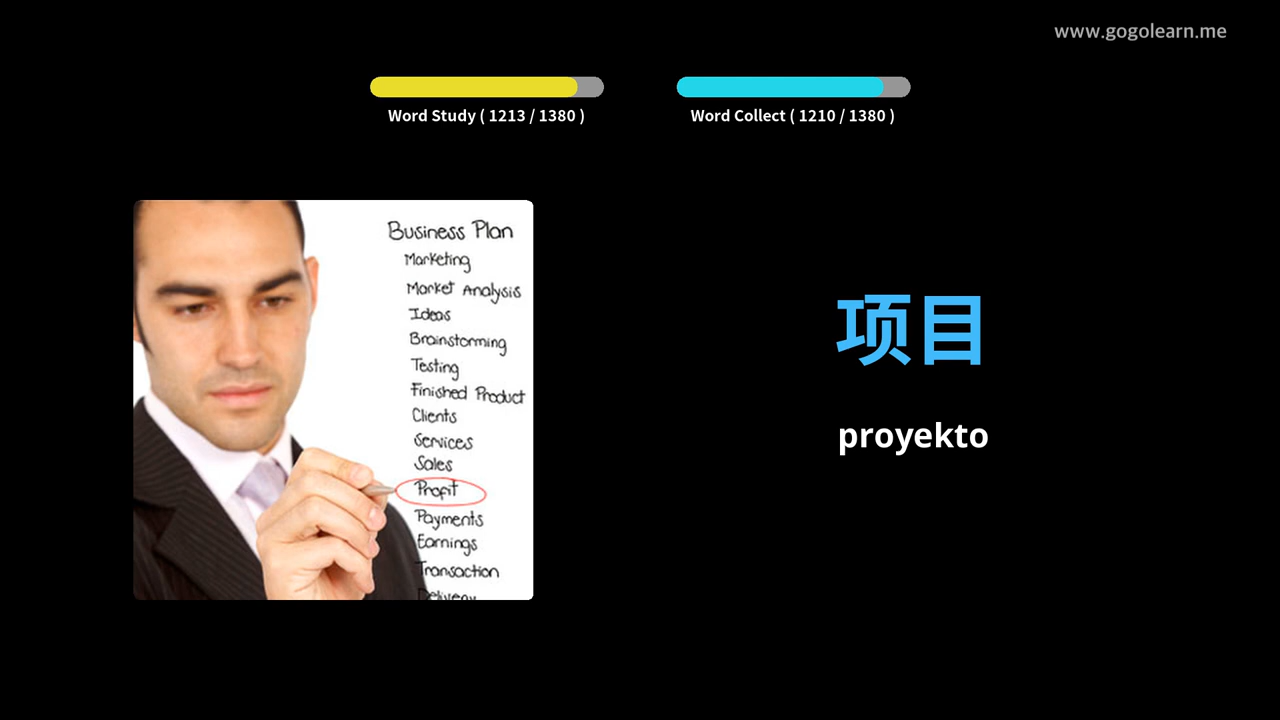 www.gogolearn.me
Word Study ( 1213 / 1380 )
Word Collect ( 1210 / 1380 )
Business Plan
Marketing
Market Analysis
Ideas
Brainstorming
Testing
Finished Product
Clients
Services
Sales
Profit
Payments
Earnings
Transaction
Delivery
项目
proyekto